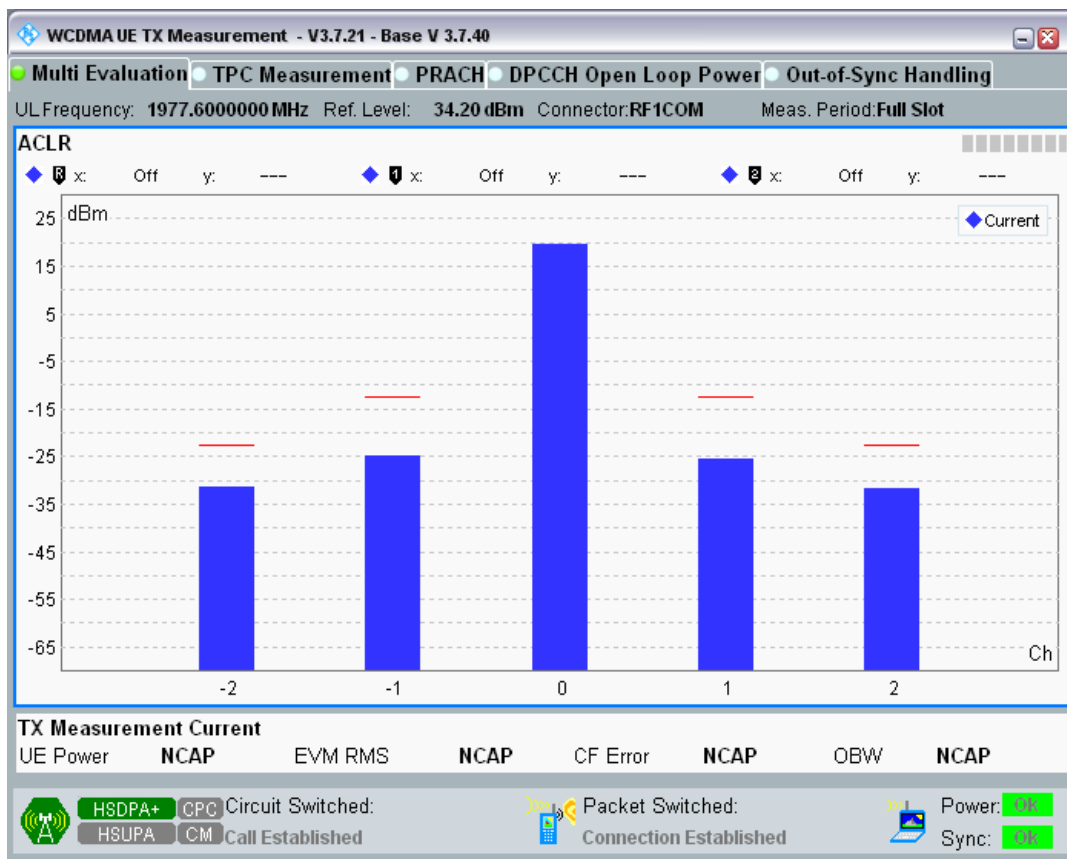 WCDMA UE TX Measurement - V3.7.21 - Base V 3.7.40
Multi Evaluation TPC Measurement PRACH DPCCH Open Loop Power Out-of-Sync Handling
UL Frequency: 1977.6000000 MHz Ref. Level: 34.20 dBm Connector:RF1COM Meas. Period:Full Slot
ACLR
R x: Off y: --- 1 x: Off y: --- 2 x: Off y: ---
dBm
Current
25
15
5
-5
-15
-25
-35
-45
-55
-65
Ch
-2 -1 0 1 2
TX Measurement Current
UE Power NCAP EVM RMS NCAP CF Error NCAP OBW NCAP
HSDPA+ CPC Circuit Switched: Packet Switched: Power: OK
HSUPA CM Call Established Connection Established Sync: OK